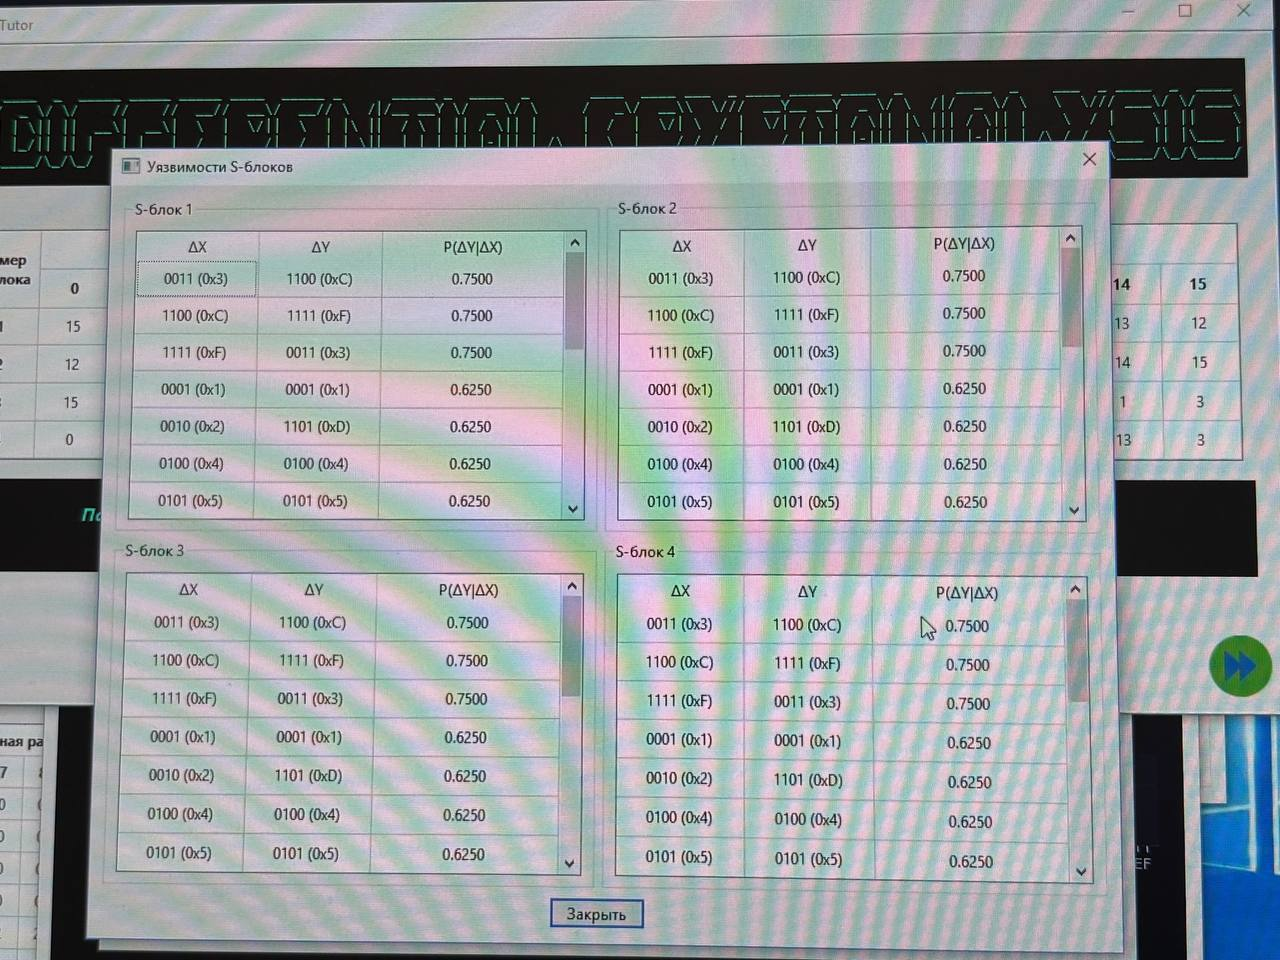 Tutor
DIFFERENTIAL CRYPTANALYSIS
Уязвимости S-блоков
S-блок 1
ΔX ΔY P(ΔY|ΔX)
0011 (0x3) 1100 (0xC) 0.7500
1100 (0xC) 1111 (0xF) 0.7500
1111 (0xF) 0011 (0x3) 0.7500
0001 (0x1) 0001 (0x1) 0.6250
0010 (0x2) 1101 (0xD) 0.6250
0100 (0x4) 0100 (0x4) 0.6250
0101 (0x5) 0101 (0x5) 0.6250
S-блок 2
ΔX ΔY P(ΔY|ΔX)
0011 (0x3) 1100 (0xC) 0.7500
1100 (0xC) 1111 (0xF) 0.7500
1111 (0xF) 0011 (0x3) 0.7500
0001 (0x1) 0001 (0x1) 0.6250
0010 (0x2) 1101 (0xD) 0.6250
0100 (0x4) 0100 (0x4) 0.6250
0101 (0x5) 0101 (0x5) 0.6250
S-блок 3
ΔX ΔY P(ΔY|ΔX)
0011 (0x3) 1100 (0xC) 0.7500
1100 (0xC) 1111 (0xF) 0.7500
1111 (0xF) 0011 (0x3) 0.7500
0001 (0x1) 0001 (0x1) 0.6250
0010 (0x2) 1101 (0xD) 0.6250
0100 (0x4) 0100 (0x4) 0.6250
0101 (0x5) 0101 (0x5) 0.6250
S-блок 4
ΔX ΔY P(ΔY|ΔX)
0011 (0x3) 1100 (0xC) 0.7500
1100 (0xC) 1111 (0xF) 0.7500
1111 (0xF) 0011 (0x3) 0.7500
0001 (0x1) 0001 (0x1) 0.6250
0010 (0x2) 1101 (0xD) 0.6250
0100 (0x4) 0100 (0x4) 0.6250
0101 (0x5) 0101 (0x5) 0.6250
Закрыть
мер
лока
0
15
12
15
0
14 15
13 12
14 15
1 3
13 3
По
ная ра
7
EF